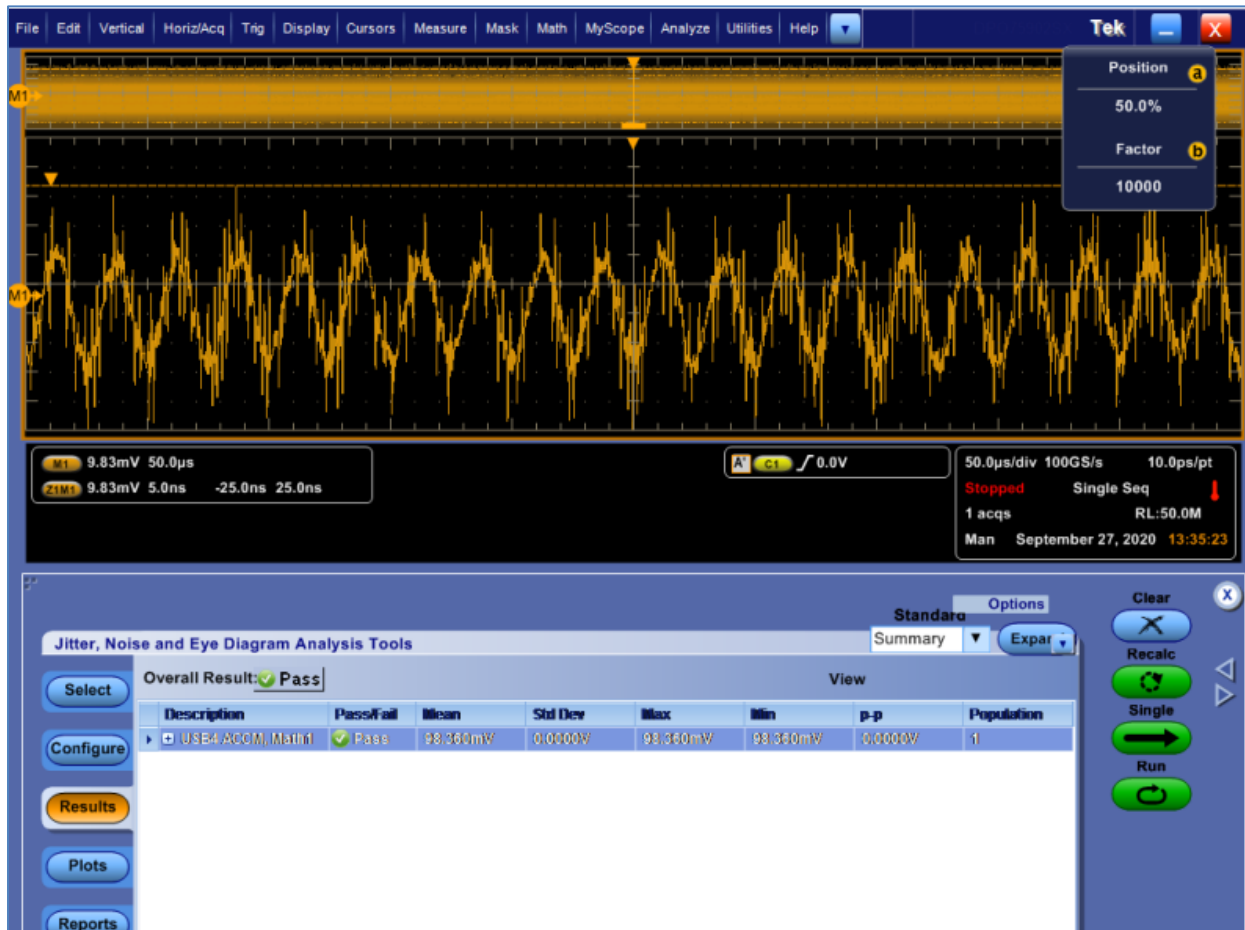 File Edit Vertical Horiz/Acq Trig Display Cursors Measure Mask Math MyScope Analyze Utilities Help Tek X
Position a
50.0%
Factor b
10000
M1
M1
M1 9.83mV 50.0µs
Z1M1 9.83mV 5.0ns -25.0ns 25.0ns
A' C1 0.0V
50.0µs/div 100GS/s 10.0ps/pt
Stopped Single Seq
1 acqs RL:50.0M
Man September 27, 2020 13:35:23
Jitter, Noise and Eye Diagram Analysis Tools
Standard
Options
Summary
Expan
Clear
X
Recalc
Single
Run
Select
Configure
Results
Plots
Reports
Overall Result: Pass
View
Description Pass/Fail Mean Std Dev Max Min p-p Population
USB4 ACCM, Math1 Pass 98.360mV 0.0000V 98.360mV 98.360mV 0.0000V 1